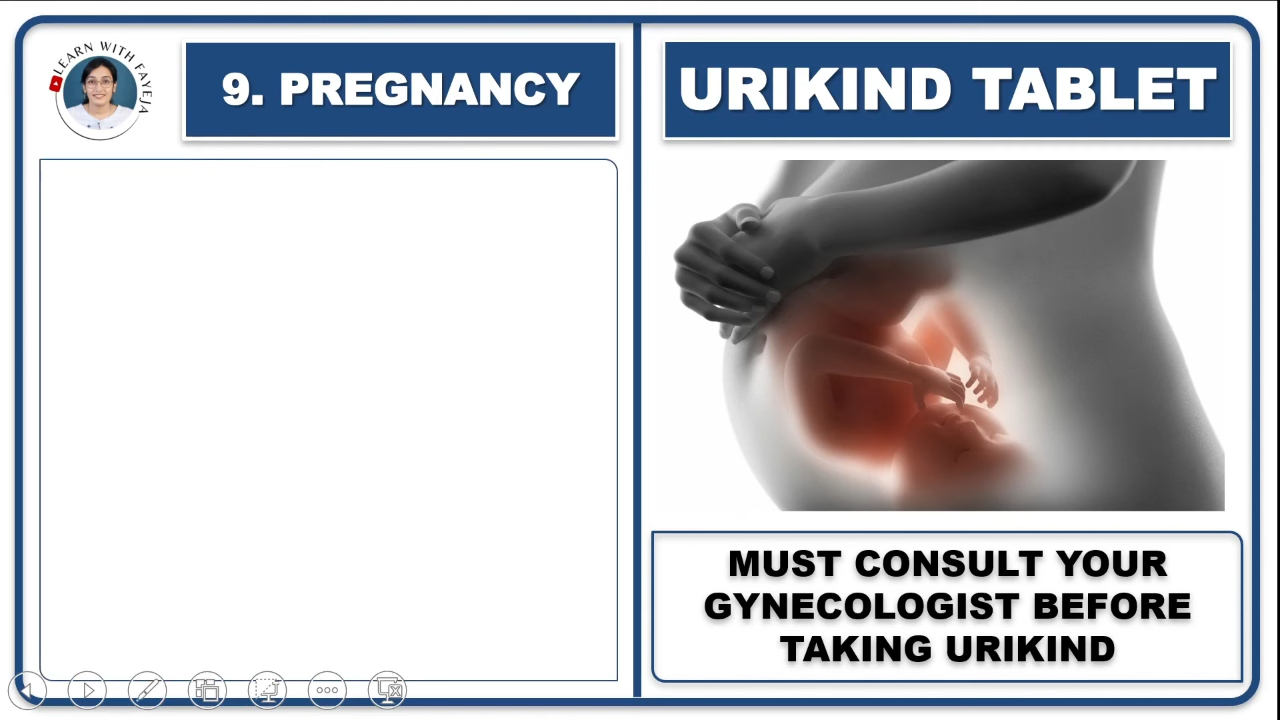 LEARN WITH FAYEJA
9. PREGNANCY
URIKIND TABLET
MUST CONSULT YOUR
GYNECOLOGIST BEFORE
TAKING URIKIND